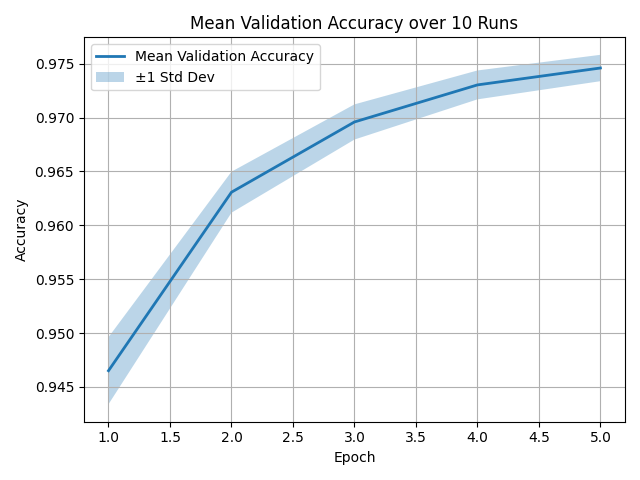 Mean Validation Accuracy over 10 Runs
Mean Validation Accuracy
±1 Std Dev
0.975
0.970
0.965
0.960
0.955
0.950
0.945
Accuracy
1.0 1.5 2.0 2.5 3.0 3.5 4.0 4.5 5.0
Epoch